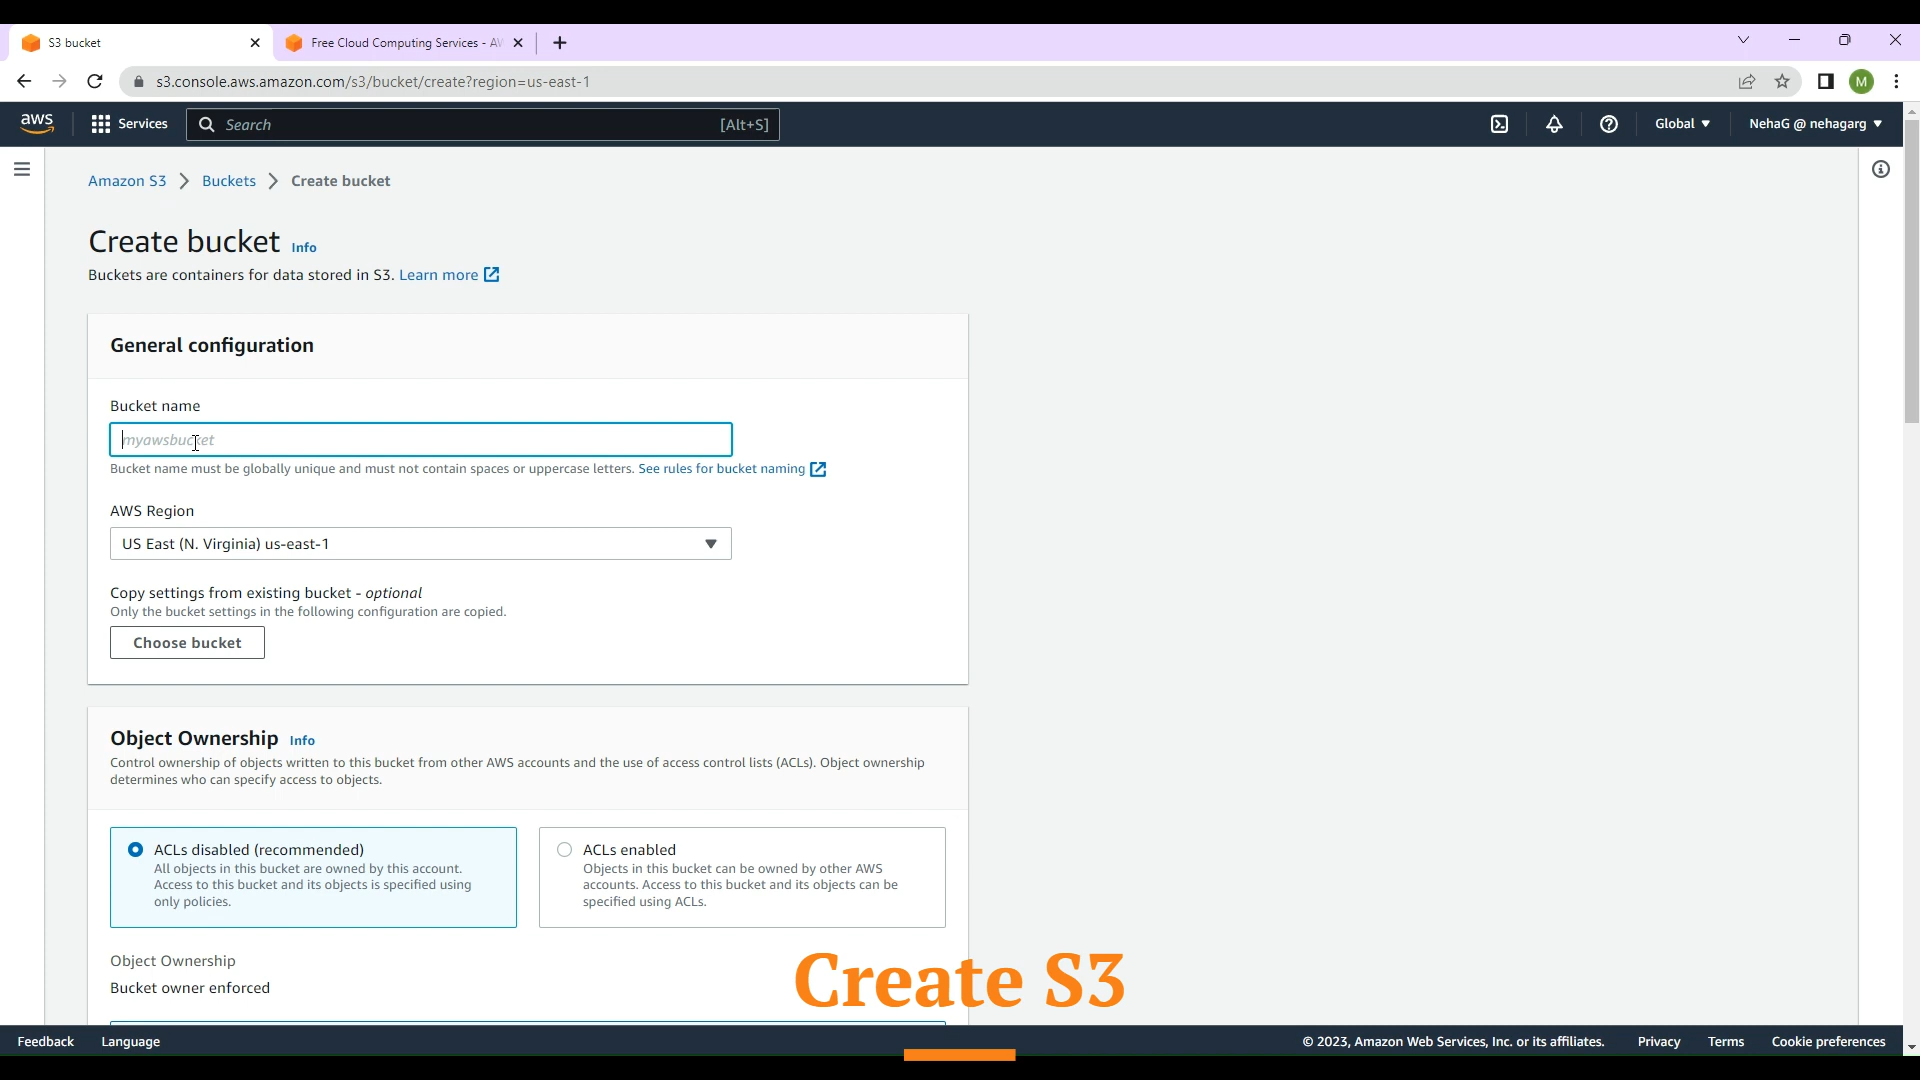 S3 bucket
Free Cloud Computing Services - AW
s3.console.aws.amazon.com/s3/bucket/create?region=us-east-1
M
aws
Services
Search
[Alt+S]
Global
NehaG @ nehagarg
Amazon S3 > Buckets > Create bucket
Create bucket Info
Buckets are containers for data stored in S3. Learn more
General configuration
Bucket name
myawsbucket
Bucket name must be globally unique and must not contain spaces or uppercase letters. See rules for bucket naming
AWS Region
US East (N. Virginia) us-east-1
Copy settings from existing bucket - optional
Only the bucket settings in the following configuration are copied.
Choose bucket
Object Ownership Info
Control ownership of objects written to this bucket from other AWS accounts and the use of access control lists (ACLs). Object ownership
determines who can specify access to objects.
ACLs disabled (recommended)
All objects in this bucket are owned by this account.
Access to this bucket and its objects is specified using
only policies.
ACLs enabled
Objects in this bucket can be owned by other AWS
accounts. Access to this bucket and its objects can be
specified using ACLs.
Object Ownership
Bucket owner enforced
Create S3
Feedback
Language
© 2023, Amazon Web Services, Inc. or its affiliates.
Privacy
Terms
Cookie preferences